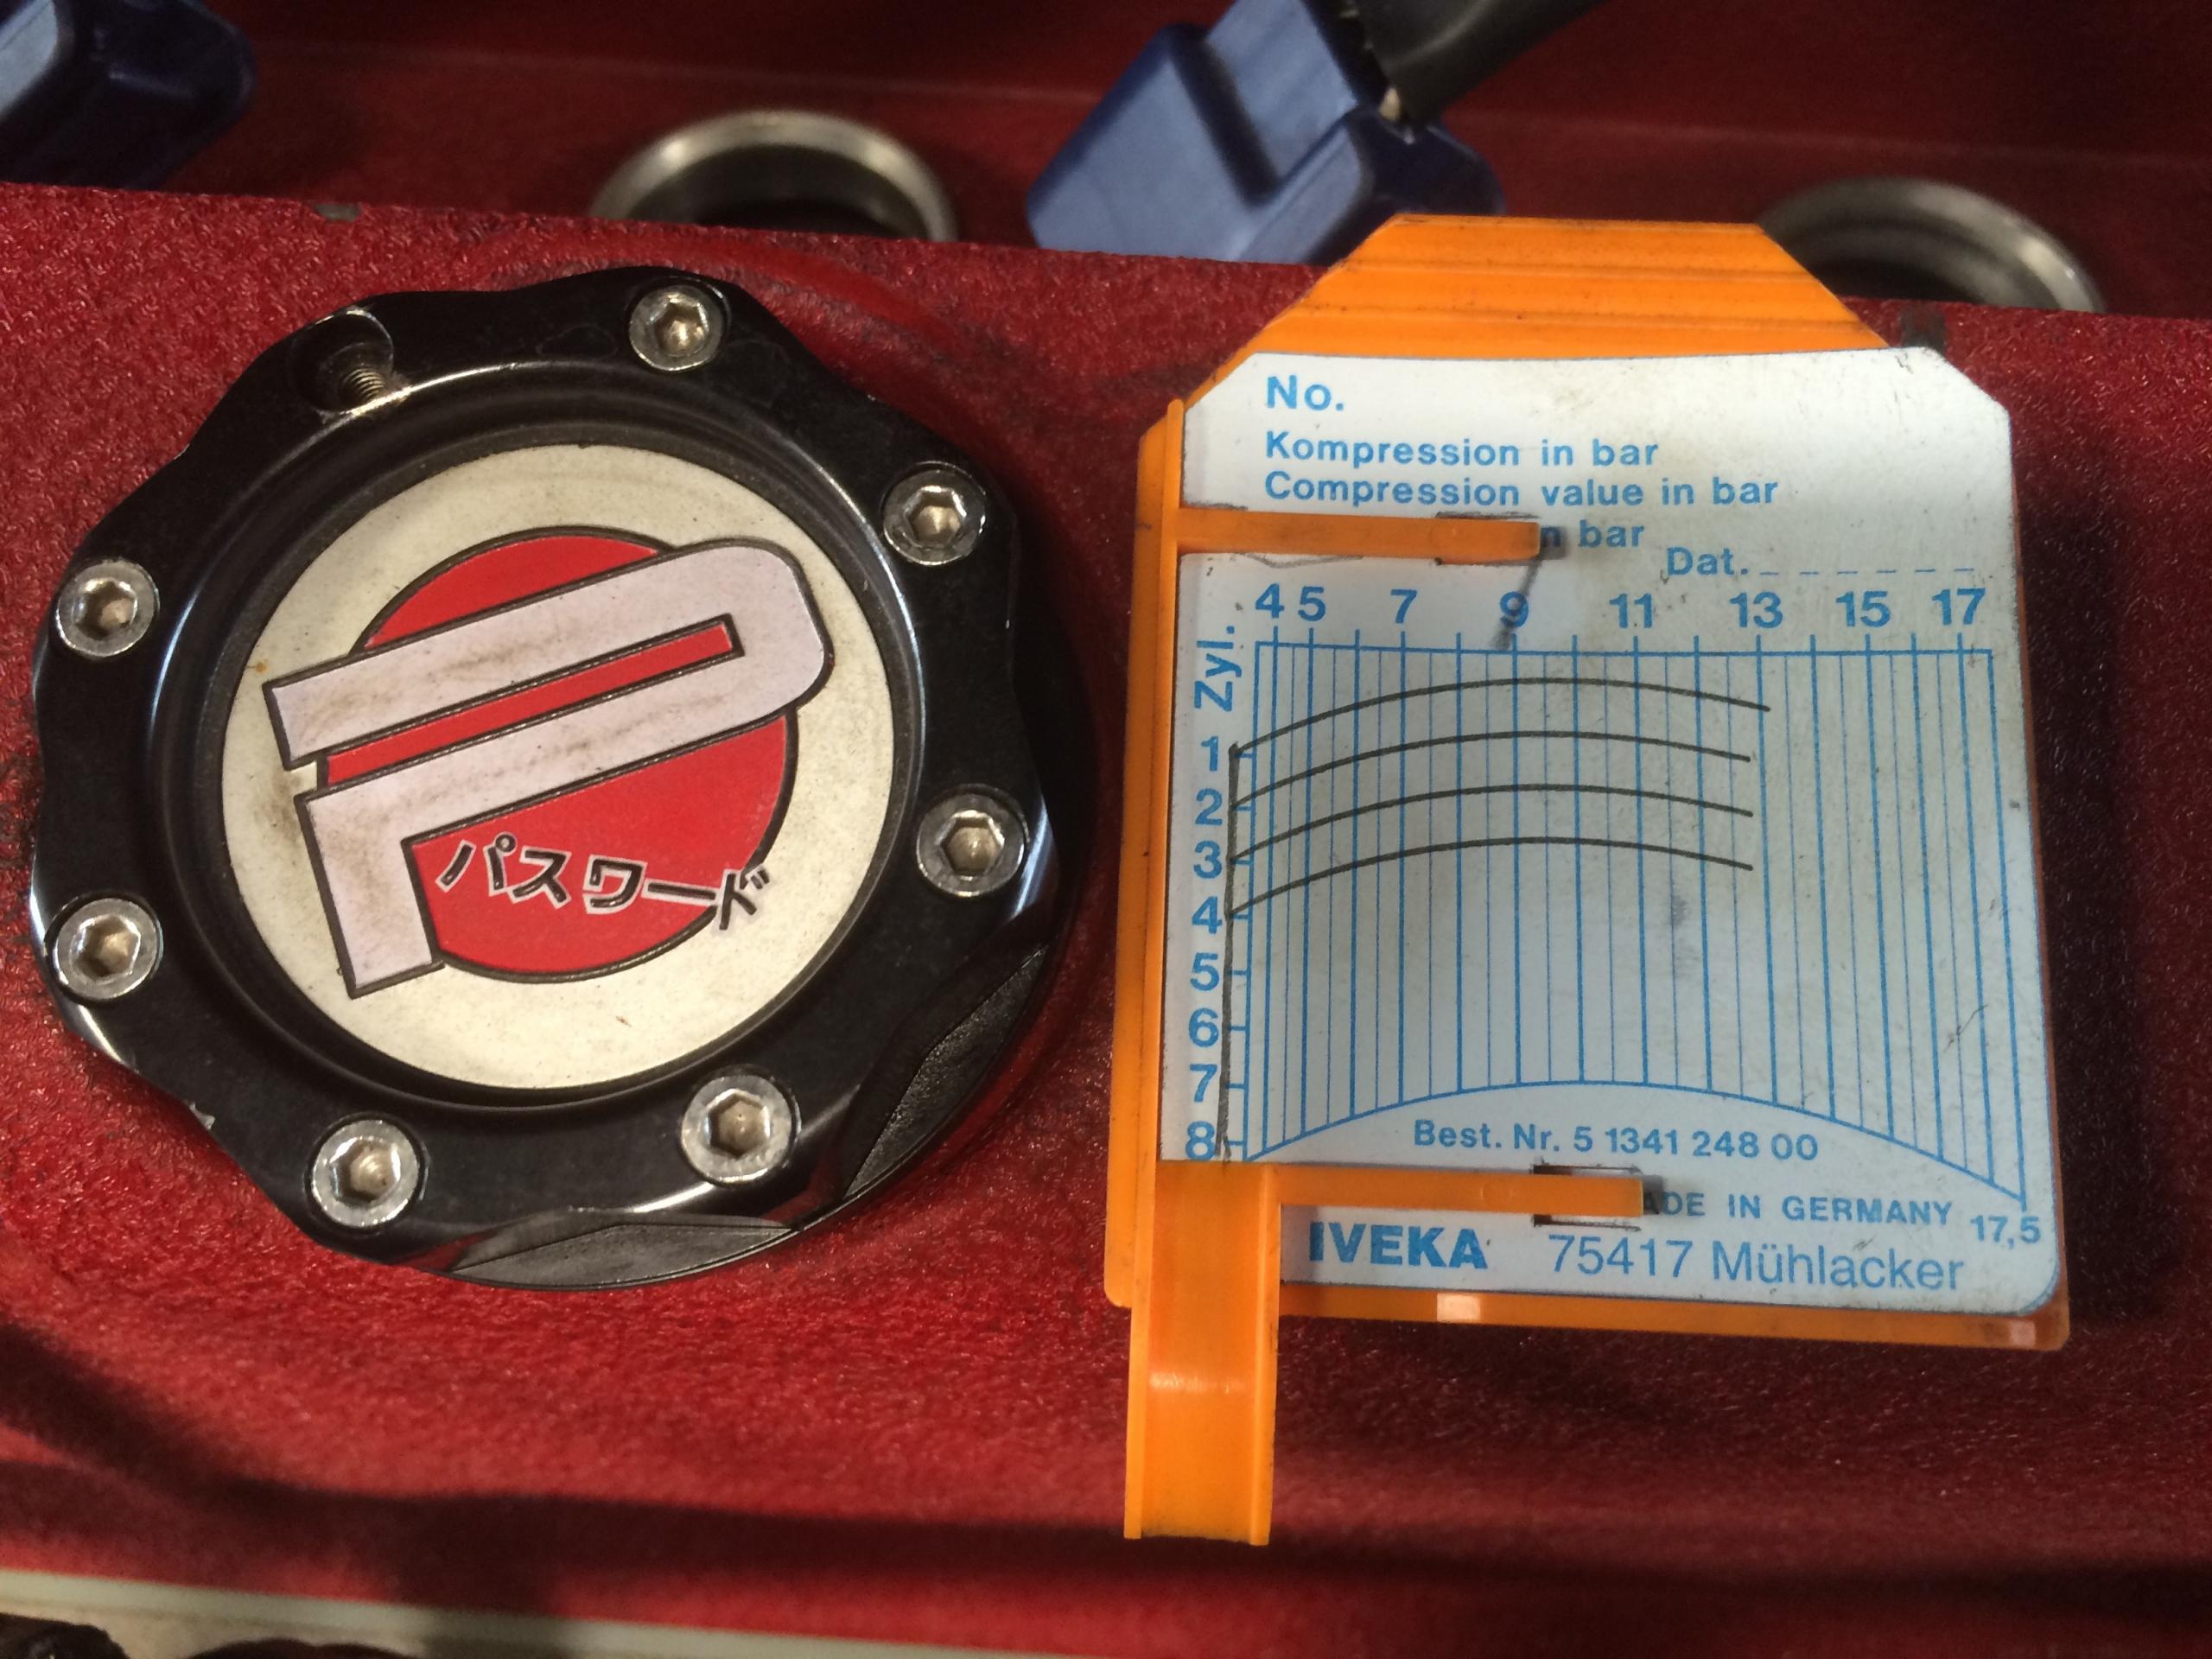 パスワード
No.
Kompression in bar
Compression value in bar
bar
Dat.
4 5 7 9 11 13 15 17
Zyl.
1
2
3
4
5
6
7
8
Best. Nr. 5 1341 248 00
MADE IN GERMANY
17,5
IVEKA 75417 Mühlacker